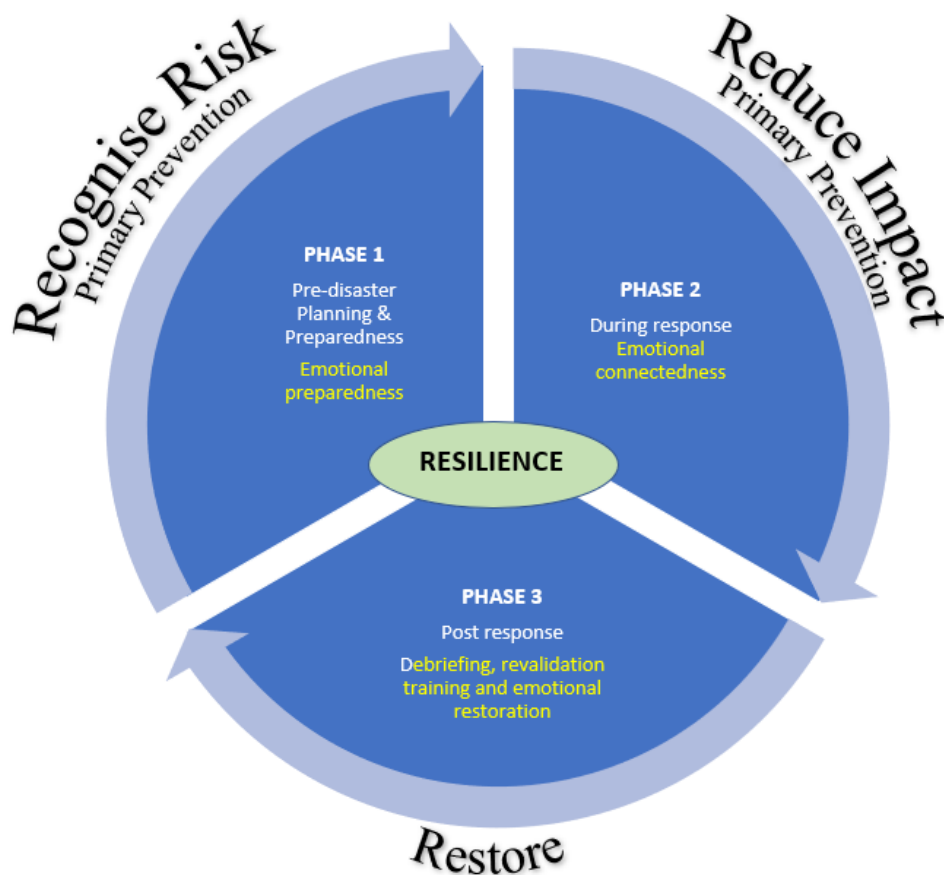 Recognise Risk
Primary Prevention
Reduce Impact
Primary Prevention
PHASE 1
Pre-disaster
Planning &
Preparedness
Emotional
preparedness
PHASE 2
During response
Emotional
connectedness
RESILIENCE
PHASE 3
Post response
Debriefing, revalidation
training and emotional
restoration
Restore